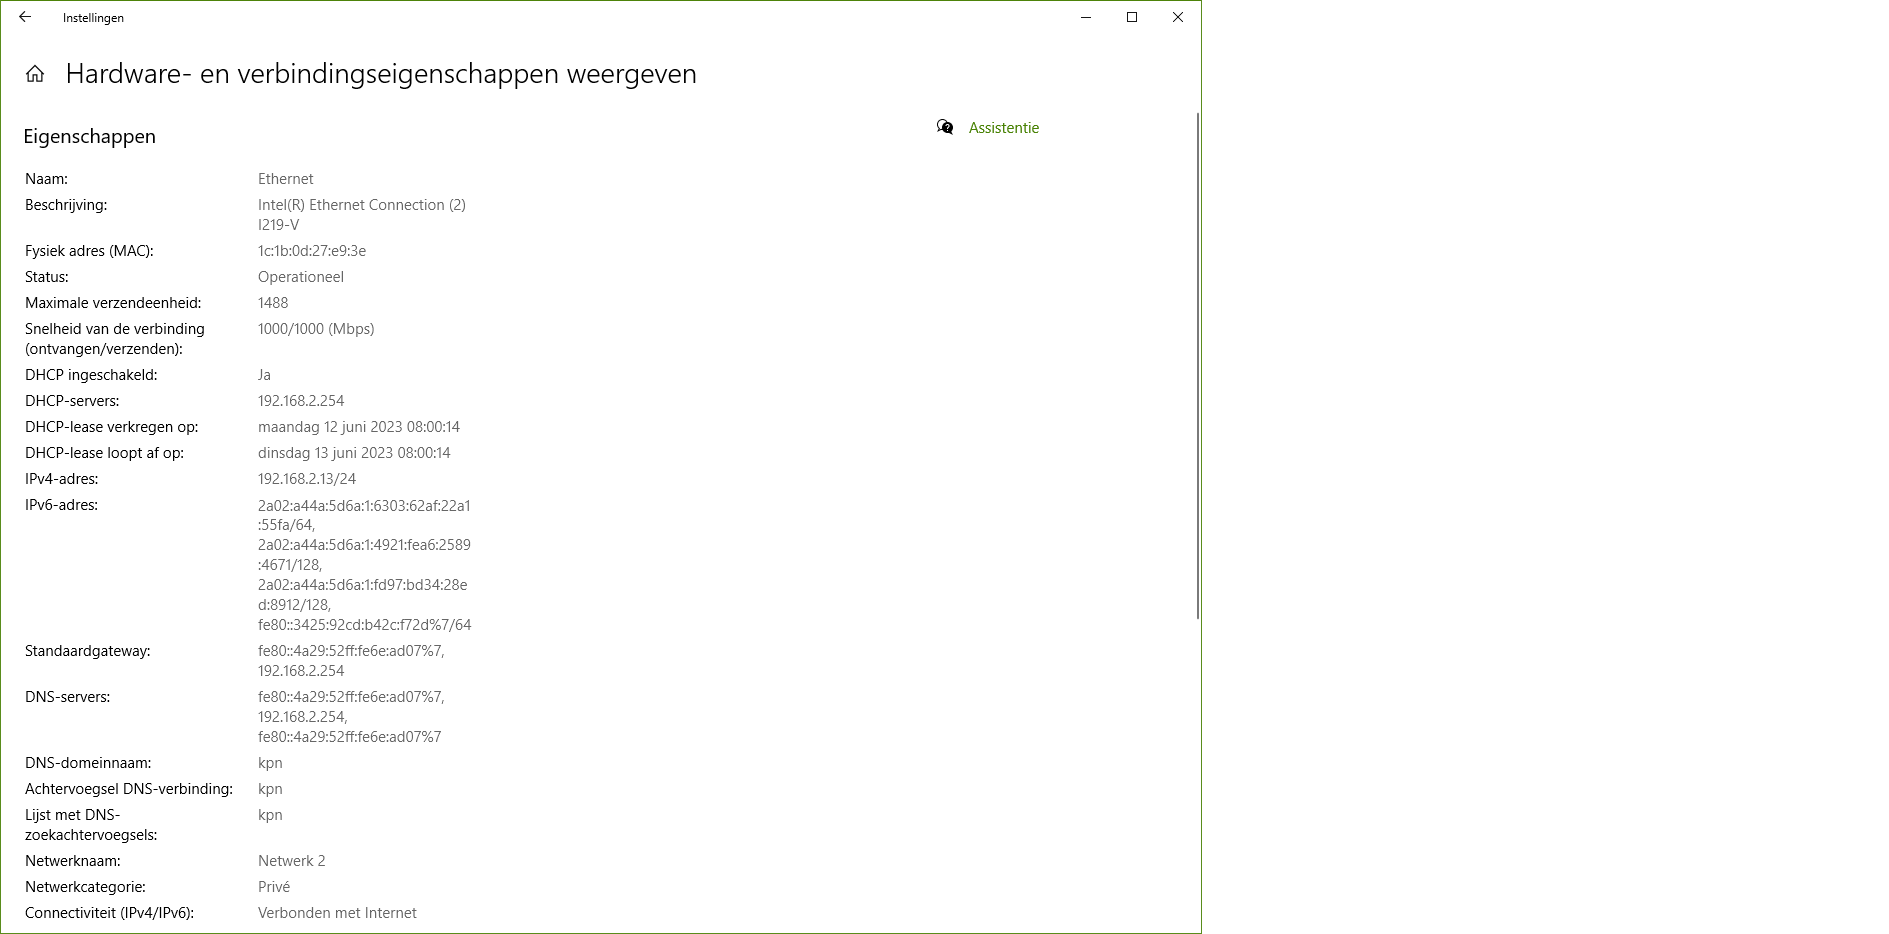 Instellingen
Hardware- en verbindingseigenschappen weergeven
Assistentie
Eigenschappen
Naam: Ethernet
Beschrijving: Intel(R) Ethernet Connection (2)
I219-V
Fysiek adres (MAC): 1c:1b:0d:27:e9:3e
Status: Operationeel
Maximale verzendeenheid: 1488
Snelheid van de verbinding 1000/1000 (Mbps)
(ontvangen/verzenden):
DHCP ingeschakeld: Ja
DHCP-servers: 192.168.2.254
DHCP-lease verkregen op: maandag 12 juni 2023 08:00:14
DHCP-lease loopt af op: dinsdag 13 juni 2023 08:00:14
IPv4-adres: 192.168.2.13/24
IPv6-adres: 2a02:a44a:5d6a:1:6303:62af:22a1
:55fa/64,
2a02:a44a:5d6a:1:4921:fea6:2589
:4671/128,
2a02:a44a:5d6a:1:fd97:bd34:28e
d:8912/128,
fe80::3425:92cd:b42c:f72d%7/64
Standaardgateway: fe80::4a29:52ff:fe6e:ad07%7,
192.168.2.254
DNS-servers: fe80::4a29:52ff:fe6e:ad07%7,
192.168.2.254,
fe80::4a29:52ff:fe6e:ad07%7
DNS-domeinnaam: kpn
Achtervoegsel DNS-verbinding: kpn
Lijst met DNS- kpn
zoekachtervoegsels:
Netwerknaam: Netwerk 2
Netwerkcategorie: Privé
Connectiviteit (IPv4/IPv6): Verbonden met Internet